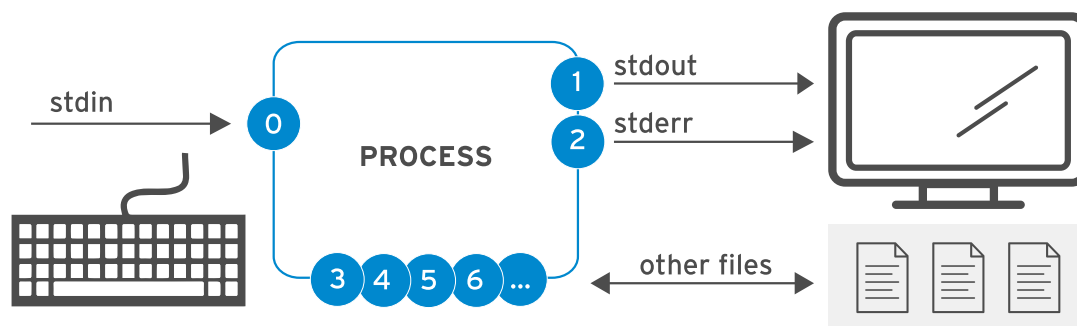 stdin
0
PROCESS
1
stdout
2
stderr
3 4 5 6 ...
other files